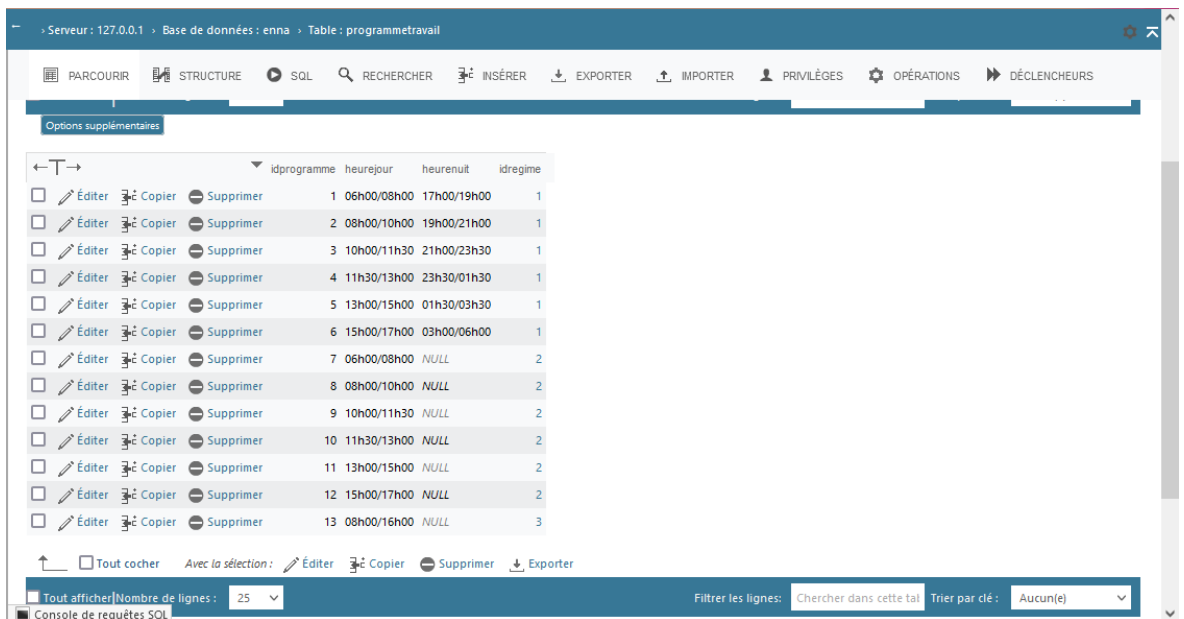 ← › Serveur : 127.0.0.1 › Base de données : enna › Table : programmetravail
PARCOURIR STRUCTURE SQL RECHERCHER INSÉRER EXPORTER IMPORTER PRIVILÈGES OPÉRATIONS DÉCLENCHEURS
Options supplémentaires
←T→ idprogramme heurejour heurenuit idregime
Éditer Copier Supprimer 1 06h00/08h00 17h00/19h00 1
Éditer Copier Supprimer 2 08h00/10h00 19h00/21h00 1
Éditer Copier Supprimer 3 10h00/11h30 21h00/23h30 1
Éditer Copier Supprimer 4 11h30/13h00 23h30/01h30 1
Éditer Copier Supprimer 5 13h00/15h00 01h30/03h30 1
Éditer Copier Supprimer 6 15h00/17h00 03h00/06h00 1
Éditer Copier Supprimer 7 06h00/08h00 NULL 2
Éditer Copier Supprimer 8 08h00/10h00 NULL 2
Éditer Copier Supprimer 9 10h00/11h30 NULL 2
Éditer Copier Supprimer 10 11h30/13h00 NULL 2
Éditer Copier Supprimer 11 13h00/15h00 NULL 2
Éditer Copier Supprimer 12 15h00/17h00 NULL 2
Éditer Copier Supprimer 13 08h00/16h00 NULL 3
Tout cocher Avec la sélection : Éditer Copier Supprimer Exporter
Tout afficher Nombre de lignes : 25 Filtrer les lignes: Chercher dans cette tal Trier par clé : Aucun(e)
Console de requêtes SQL